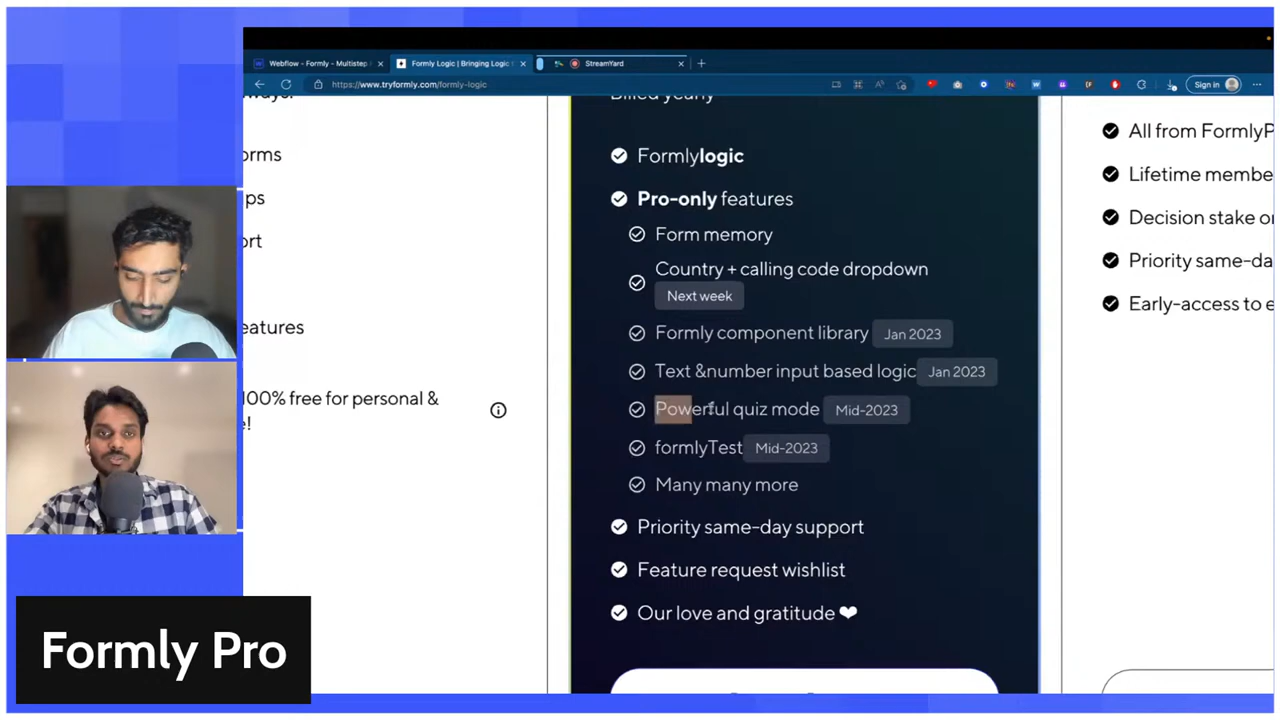 Webflow - Formly - Multistep
Formly Logic | Bringing Logic
StreamYard
https://www.tryformly.com/formly-logic
Sign in
orms
ps
ort
eatures
100% free for personal &
e!
Billed yearly
Formlylogic
Pro-only features
Form memory
Country + calling code dropdown
Next week
Formly component library Jan 2023
Text &number input based logic Jan 2023
Powerful quiz mode Mid-2023
formlyTest Mid-2023
Many many more
Priority same-day support
Feature request wishlist
Our love and gratitude ❤
All from FormlyP
Lifetime membe
Decision stake o
Priority same-da
Early-access to e
Formly Pro